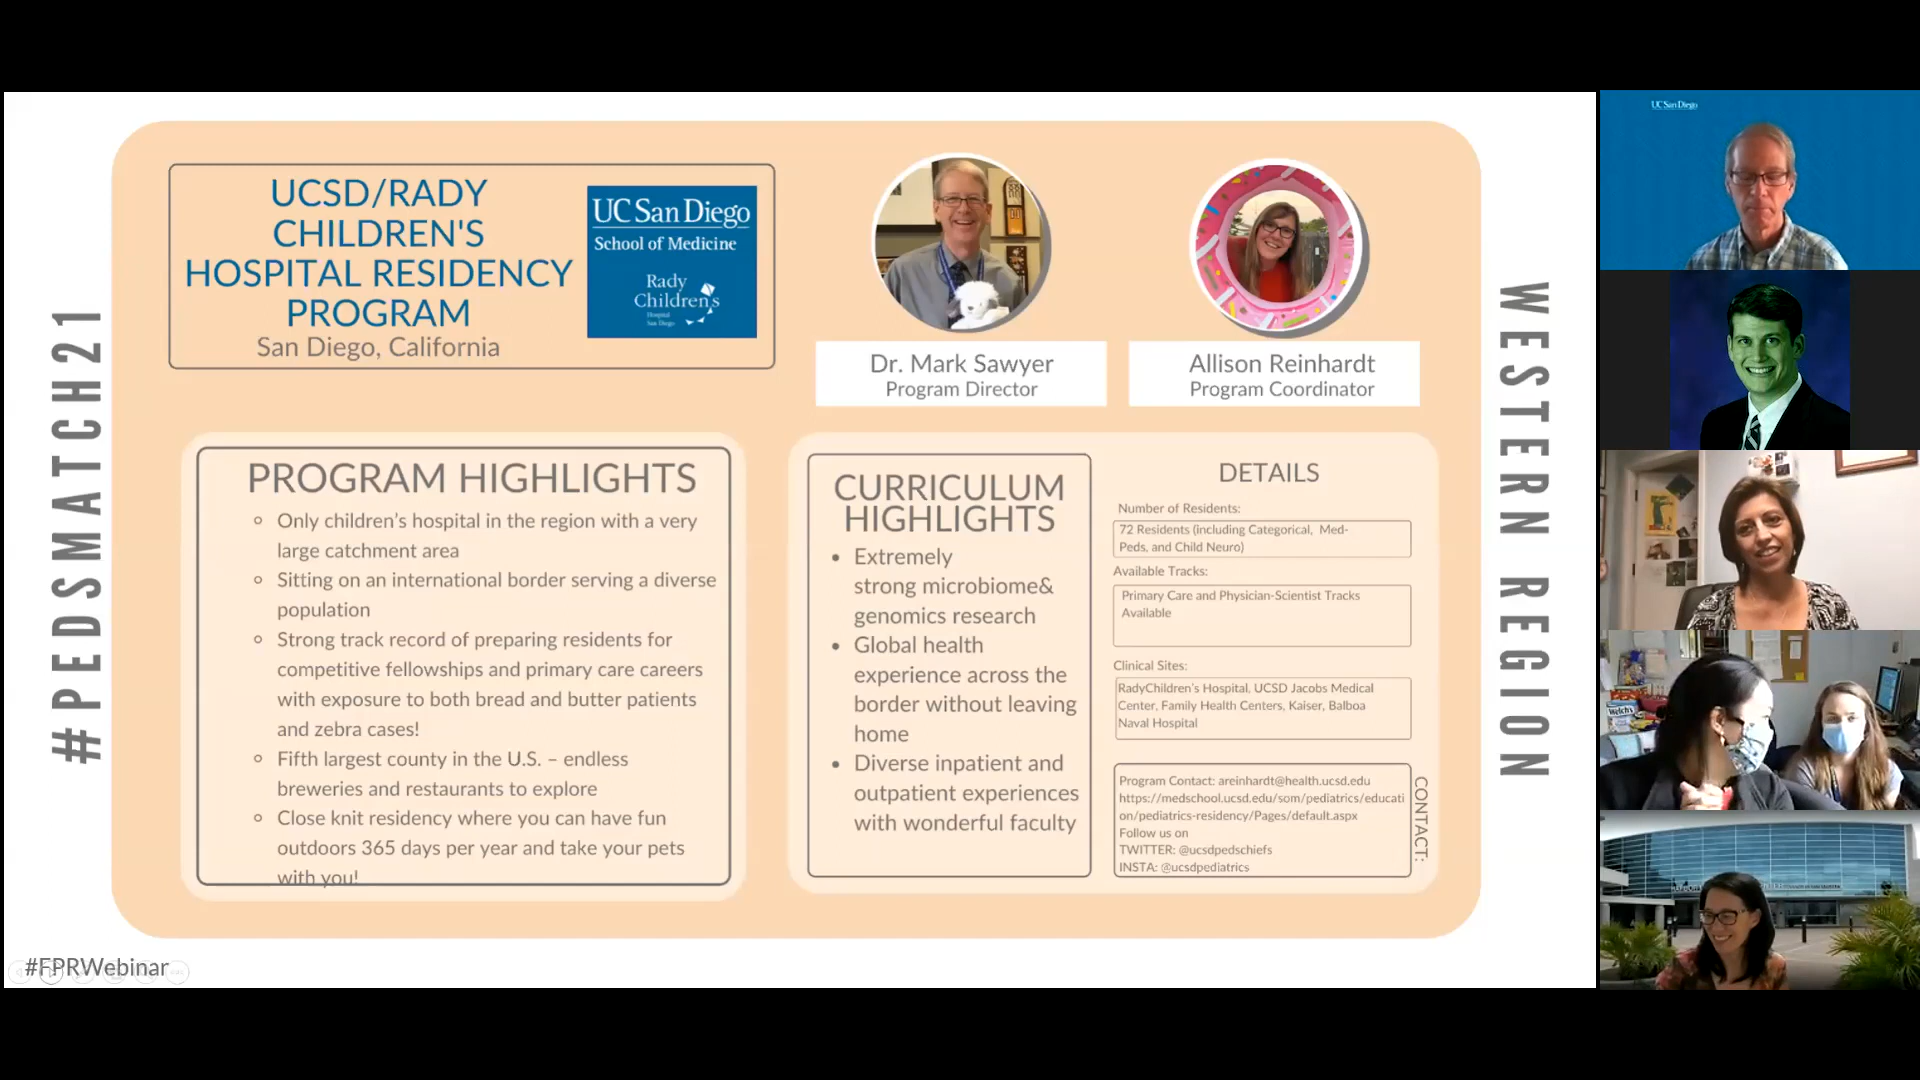 #PEDSMATCH21
UCSD/RADY
CHILDREN'S
HOSPITAL RESIDENCY
PROGRAM
San Diego, California
UC San Diego
School of Medicine
Rady
Children's
Hospital
San Diego
Dr. Mark Sawyer
Program Director
Allison Reinhardt
Program Coordinator
WESTERN REGION
PROGRAM HIGHLIGHTS
Only children's hospital in the region with a very
large catchment area
Sitting on an international border serving a diverse
population
Strong track record of preparing residents for
competitive fellowships and primary care careers
with exposure to both bread and butter patients
and zebra cases!
Fifth largest county in the U.S. – endless
breweries and restaurants to explore
Close knit residency where you can have fun
outdoors 365 days per year and take your pets
with you!
CURRICULUM
HIGHLIGHTS
Extremely
strong microbiome&
genomics research
Global health
experience across the
border without leaving
home
Diverse inpatient and
outpatient experiences
with wonderful faculty
DETAILS
Number of Residents:
72 Residents (including Categorical, Med-
Peds, and Child Neuro)
Available Tracks:
Primary Care and Physician-Scientist Tracks
Available
Clinical Sites:
RadyChildren's Hospital, UCSD Jacobs Medical
Center, Family Health Centers, Kaiser, Balboa
Naval Hospital
Program Contact: areinhardt@health.ucsd.edu
https://medschool.ucsd.edu/som/pediatrics/educati
on/pediatrics-residency/Pages/default.aspx
Follow us on
TWITTER: @ucsdpedschiefs
INSTA: @ucsdpediatrics
CONTACT:
#FPRWebinar
UC San Diego
Welch's